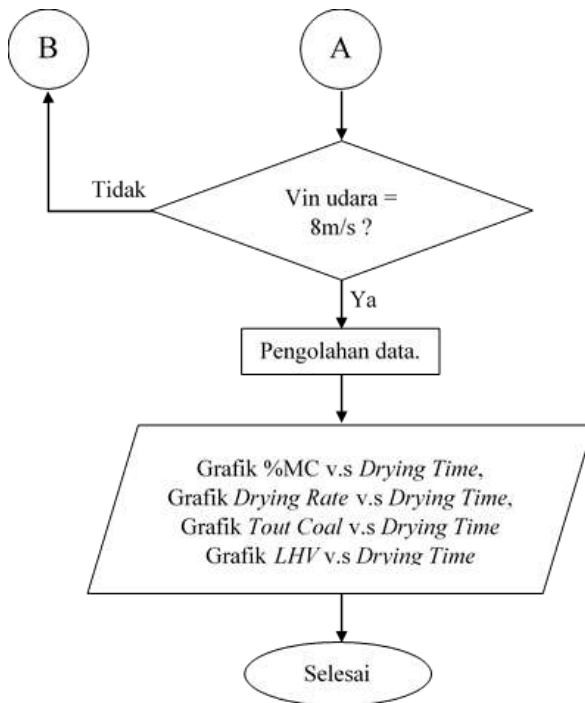 B
A
Tidak
Vin udara =
8m/s ?
Ya
Pengolahan data.
Grafik %MC v.s Drying Time,
Grafik Drying Rate v.s Drying Time,
Grafik Tout Coal v.s Drying Time
Grafik LHV v.s Drying Time
Selesai